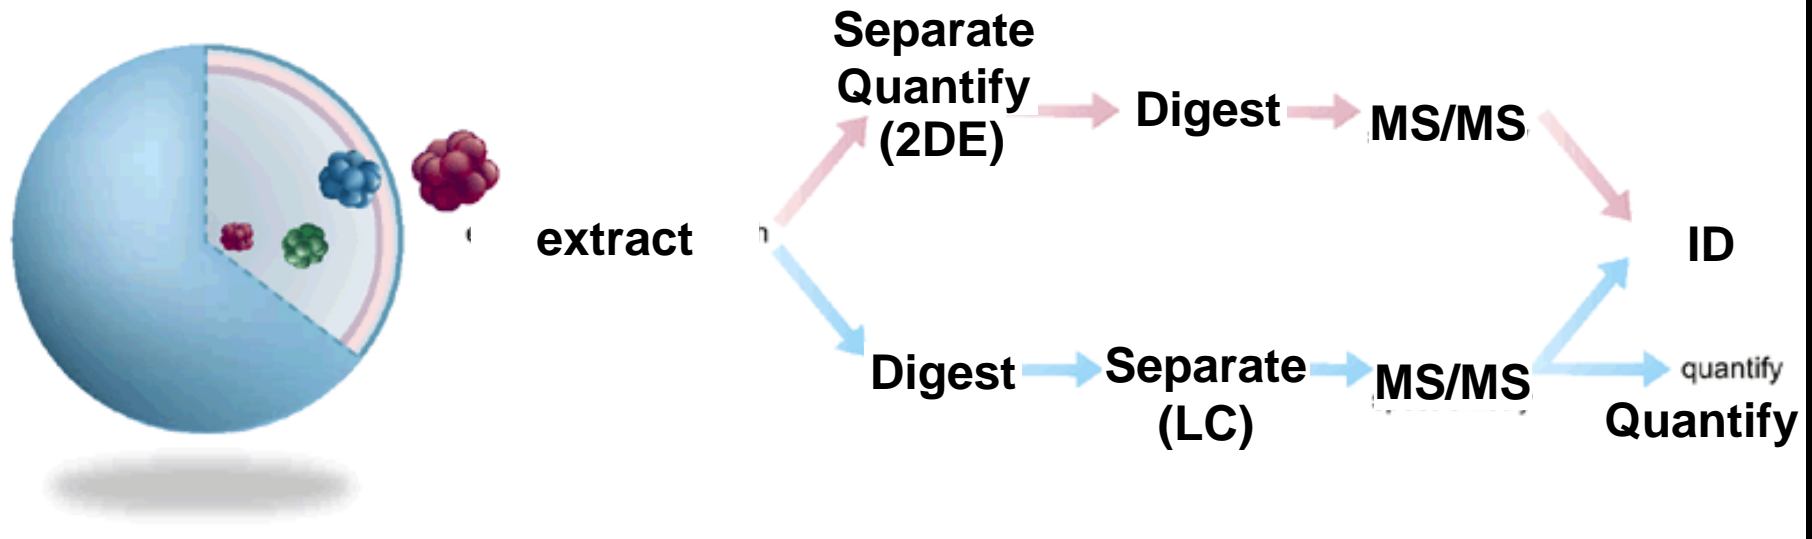 Separate
Quantify
(2DE)
Digest
MS/MS
extract
ID
Digest
Separate
(LC)
MS/MS
quantify
Quantify